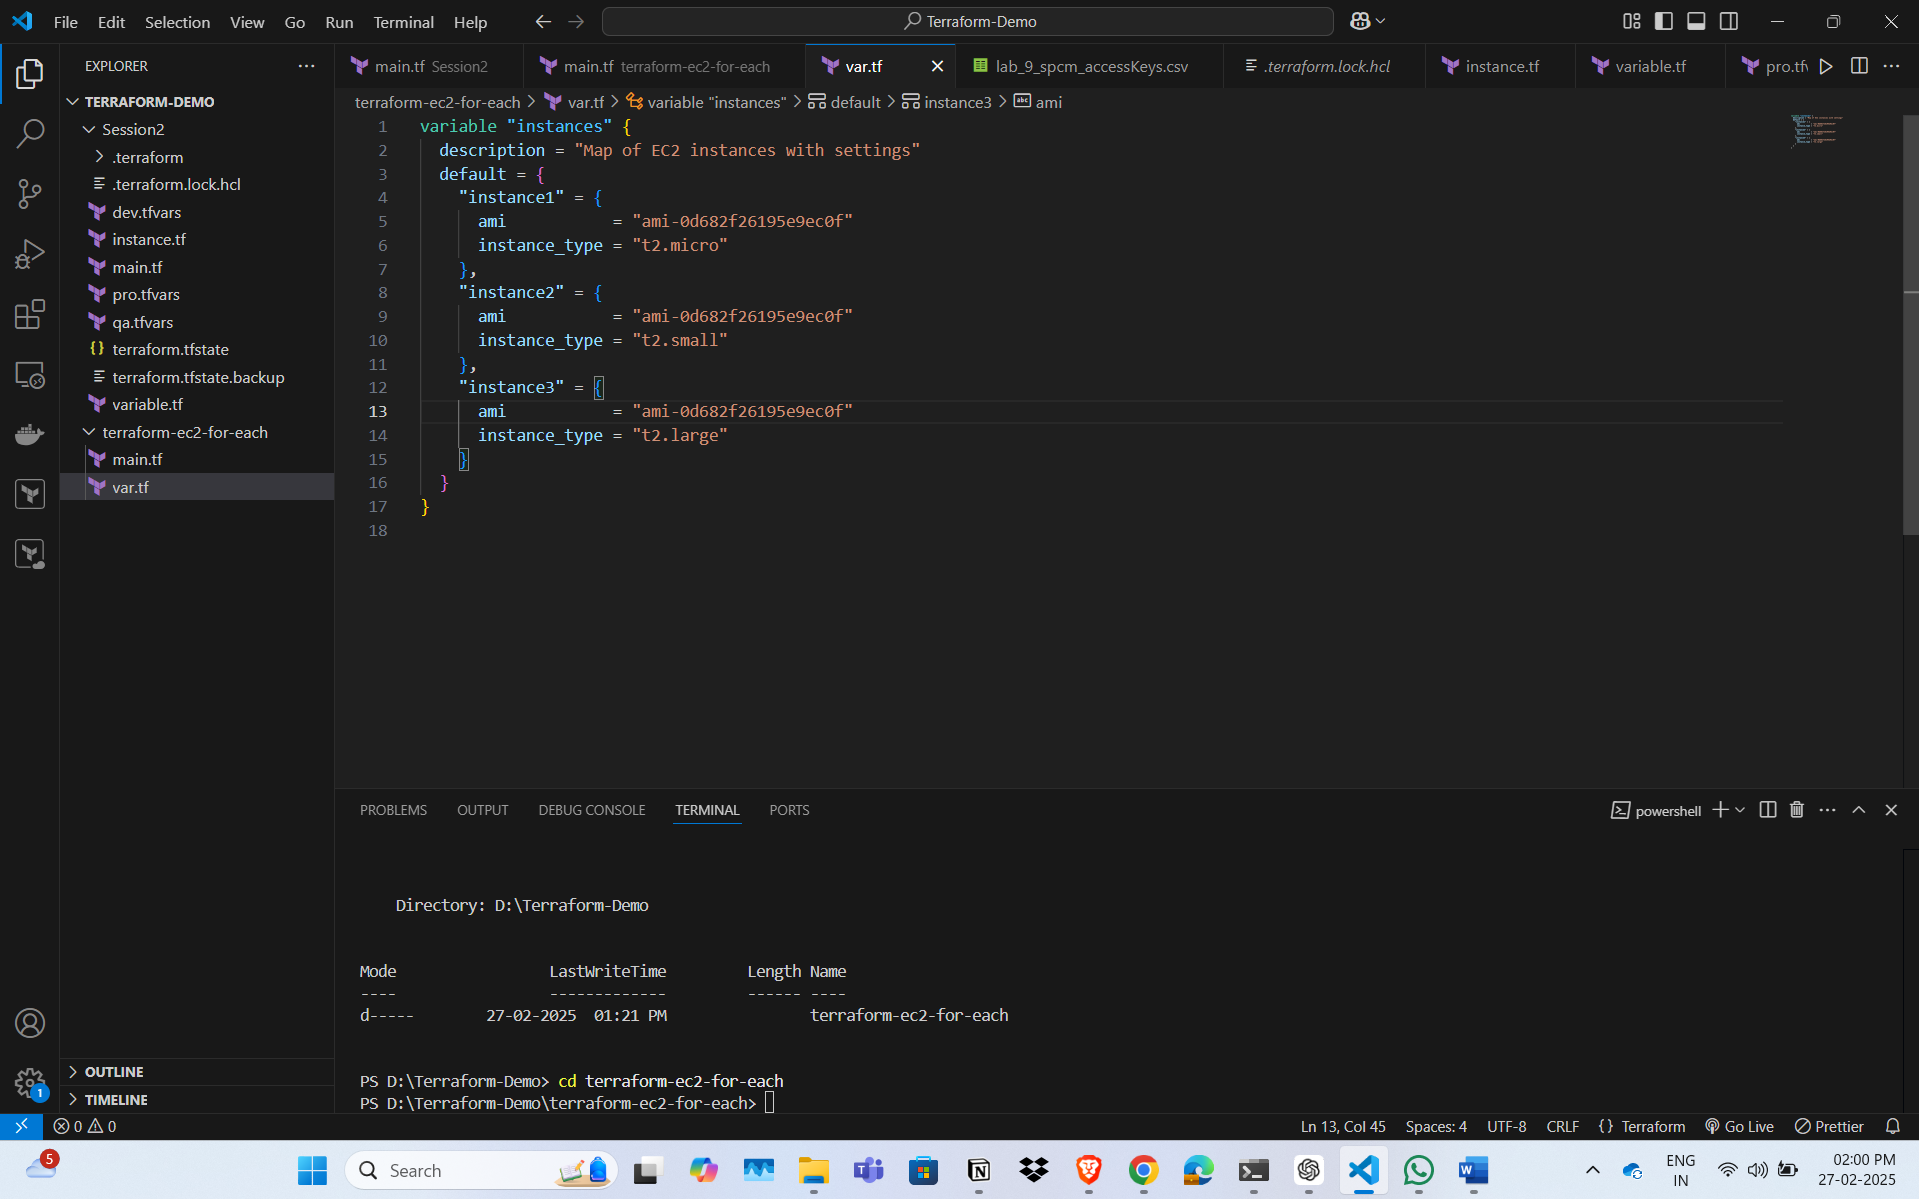 File Edit Selection View Go Run Terminal Help
Terraform-Demo
EXPLORER
TERRAFORM-DEMO
Session2
.terraform
.terraform.lock.hcl
dev.tfvars
instance.tf
main.tf
pro.tfvars
qa.tfvars
terraform.tfstate
terraform.tfstate.backup
variable.tf
terraform-ec2-for-each
main.tf
var.tf
OUTLINE
TIMELINE
main.tf Session2 main.tf terraform-ec2-for-each var.tf lab_9_spcm_accessKeys.csv .terraform.lock.hcl instance.tf variable.tf pro.tfv
terraform-ec2-for-each > var.tf > variable "instances" > default > instance3 > abc ami
1 variable "instances" {
2 description = "Map of EC2 instances with settings"
3 default = {
4 "instance1" = {
5 ami = "ami-0d682f26195e9ec0f"
6 instance_type = "t2.micro"
7 },
8 "instance2" = {
9 ami = "ami-0d682f26195e9ec0f"
10 instance_type = "t2.small"
11 },
12 "instance3" = {
13 ami = "ami-0d682f26195e9ec0f"
14 instance_type = "t2.large"
15 }
16 }
17 }
18
PROBLEMS OUTPUT DEBUG CONSOLE TERMINAL PORTS
powershell
Directory: D:\Terraform-Demo
Mode LastWriteTime Length Name
---- ------------- ------ ----
d----- 27-02-2025 01:21 PM terraform-ec2-for-each
PS D:\Terraform-Demo> cd terraform-ec2-for-each
PS D:\Terraform-Demo\terraform-ec2-for-each>
1
0 0
Ln 13, Col 45 Spaces: 4 UTF-8 CRLF {} Terraform Go Live Prettier
5
Search
ENG
IN
02:00 PM
27-02-2025